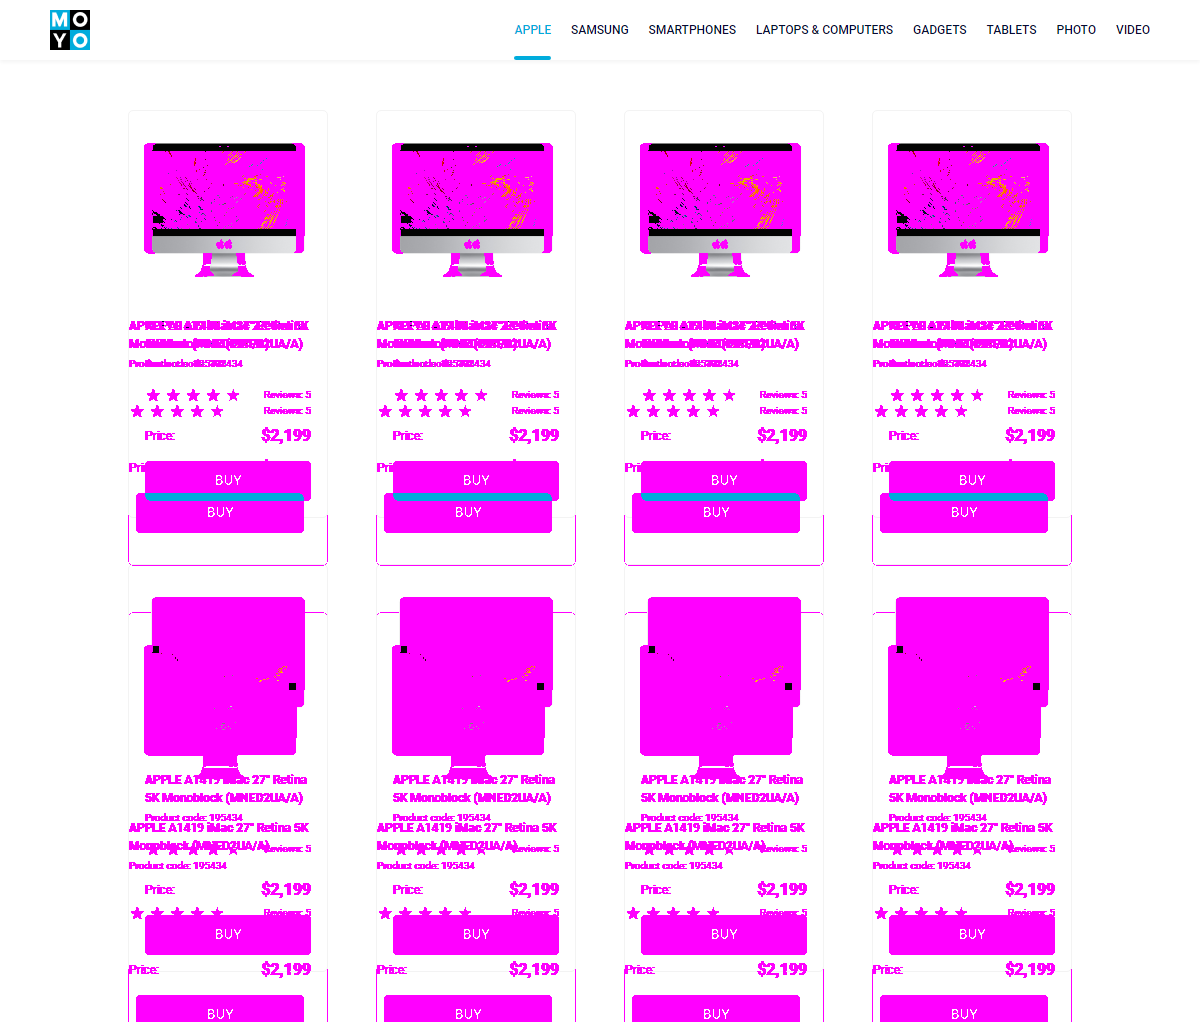 MO
YO
APPLE SAMSUNG SMARTPHONES LAPTOPS & COMPUTERS GADGETS TABLETS PHOTO VIDEO
Reviews: 5 Reviews: 5 Reviews: 5 Reviews: 5
Reviews: 5 Reviews: 5 Reviews: 5 Reviews: 5
Price: $2,199 Price: $2,199 Price: $2,199 Price: $2,199
BUY BUY BUY BUY
BUY BUY BUY BUY
APPLE A1419 iMac 27" Retina APPLE A1419 iMac 27" Retina APPLE A1419 iMac 27" Retina APPLE A1419 iMac 27" Retina
5K Monoblock (MNED2UA/A) 5K Monoblock (MNED2UA/A) 5K Monoblock (MNED2UA/A) 5K Monoblock (MNED2UA/A)
Product code: 195434 Product code: 195434 Product code: 195434 Product code: 195434
APPLE A1419 iMac 27" Retina 5K APPLE A1419 iMac 27" Retina 5K APPLE A1419 iMac 27" Retina 5K APPLE A1419 iMac 27" Retina 5K
Monoblock (MNED2UA/A) Monoblock (MNED2UA/A) Monoblock (MNED2UA/A) Monoblock (MNED2UA/A)
Reviews: 5 Reviews: 5 Reviews: 5 Reviews: 5
Product code: 195434 Product code: 195434 Product code: 195434 Product code: 195434
Price: $2,199 Price: $2,199 Price: $2,199 Price: $2,199
Reviews: 5 Reviews: 5 Reviews: 5 Reviews: 5
BUY BUY BUY BUY
Price: $2,199 Price: $2,199 Price: $2,199 Price: $2,199
BUY BUY BUY BUY